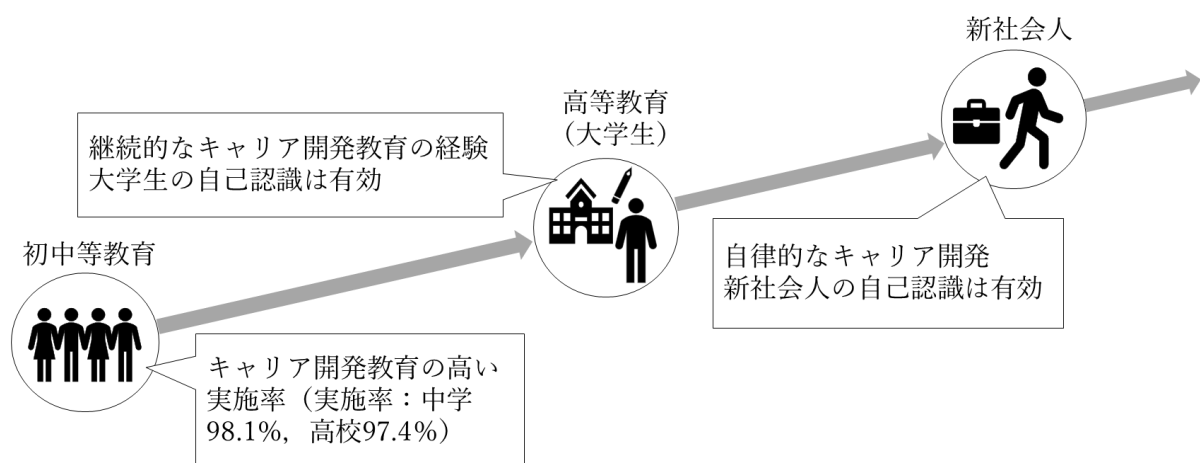 新社会人
高等教育
（大学生）
継続的なキャリア開発教育の経験
大学生の自己認識は有効
自律的なキャリア開発
新社会人の自己認識は有効
初中等教育
キャリア開発教育の高い
実施率（実施率：中学
98.1%，高校97.4%）